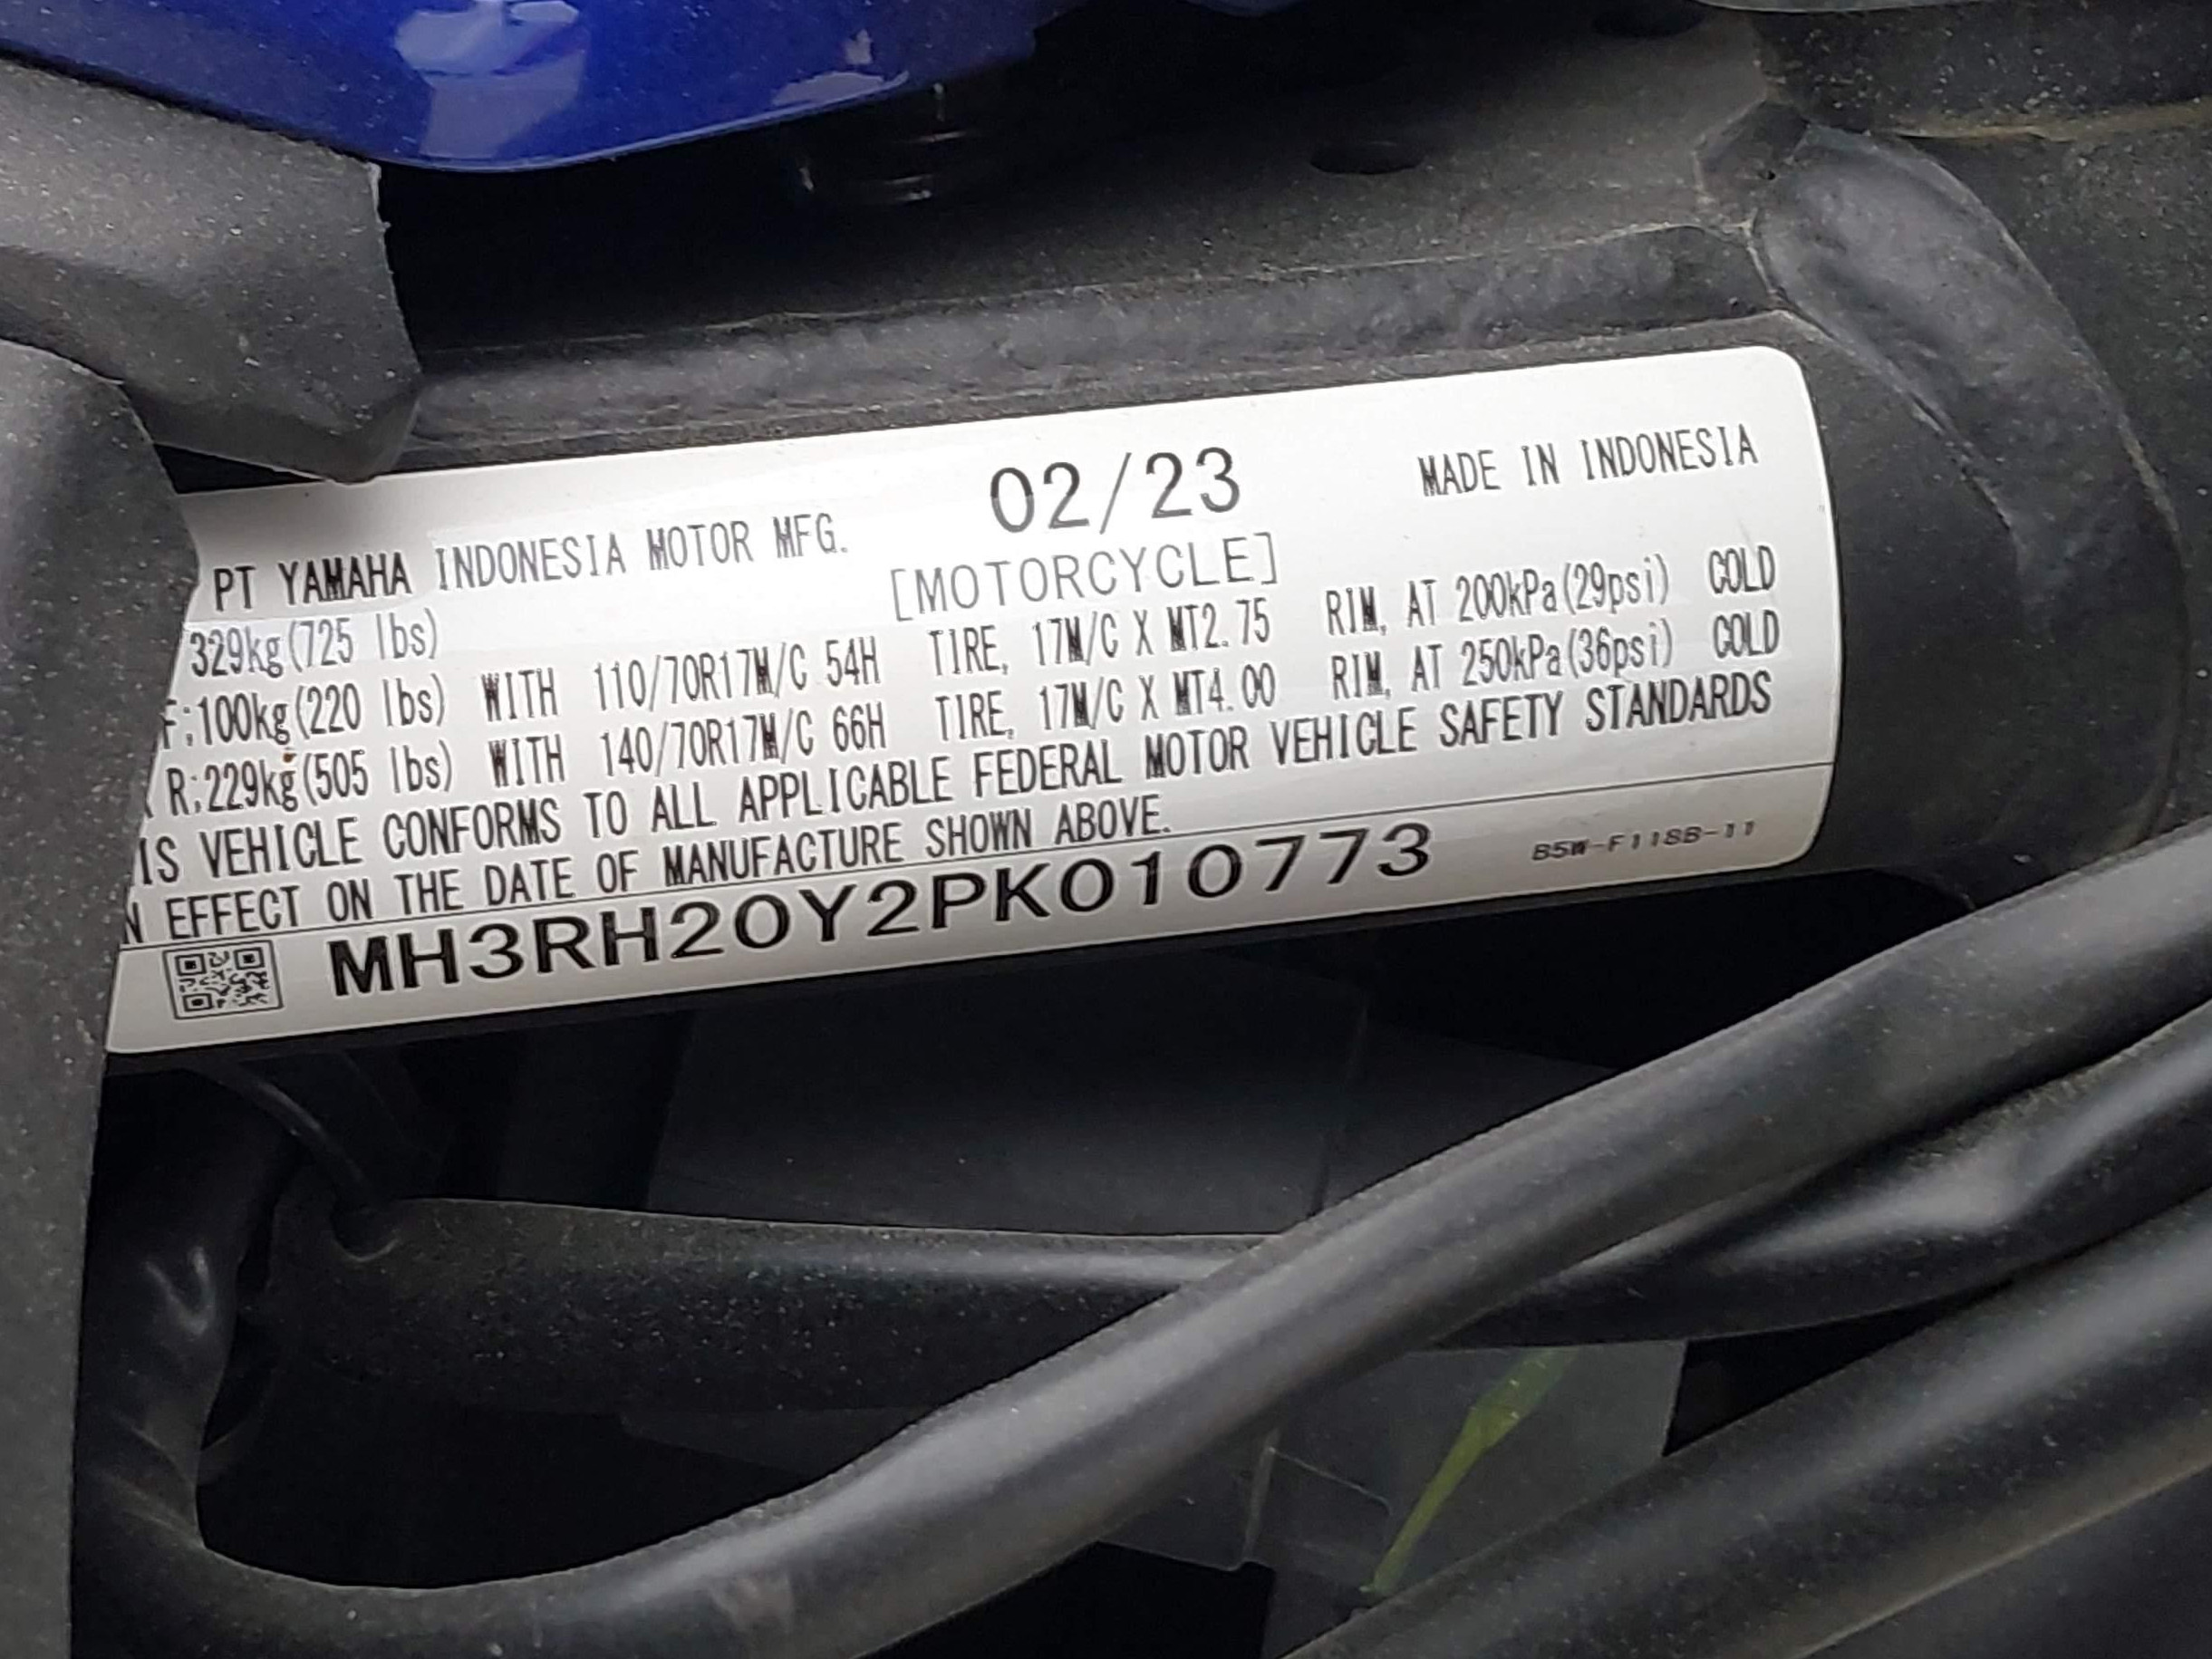 02/23 MADE IN INDONESIA
PT YAMAHA INDONESIA MOTOR MFG.
[MOTORCYCLE]
329kg(725 lbs)
F:100kg(220 lbs) WITH 110/70R17M/C 54H TIRE, 17M/C X MT2.75 RIM, AT 200kPa(29psi) COLD
R:229kg(505 lbs) WITH 140/70R17M/C 66H TIRE, 17M/C X MT4.00 RIM, AT 250kPa(36psi) COLD
IS VEHICLE CONFORMS TO ALL APPLICABLE FEDERAL MOTOR VEHICLE SAFETY STANDARDS
N EFFECT ON THE DATE OF MANUFACTURE SHOWN ABOVE.
MH3RH20Y2PK010773 B5W-F118B-11